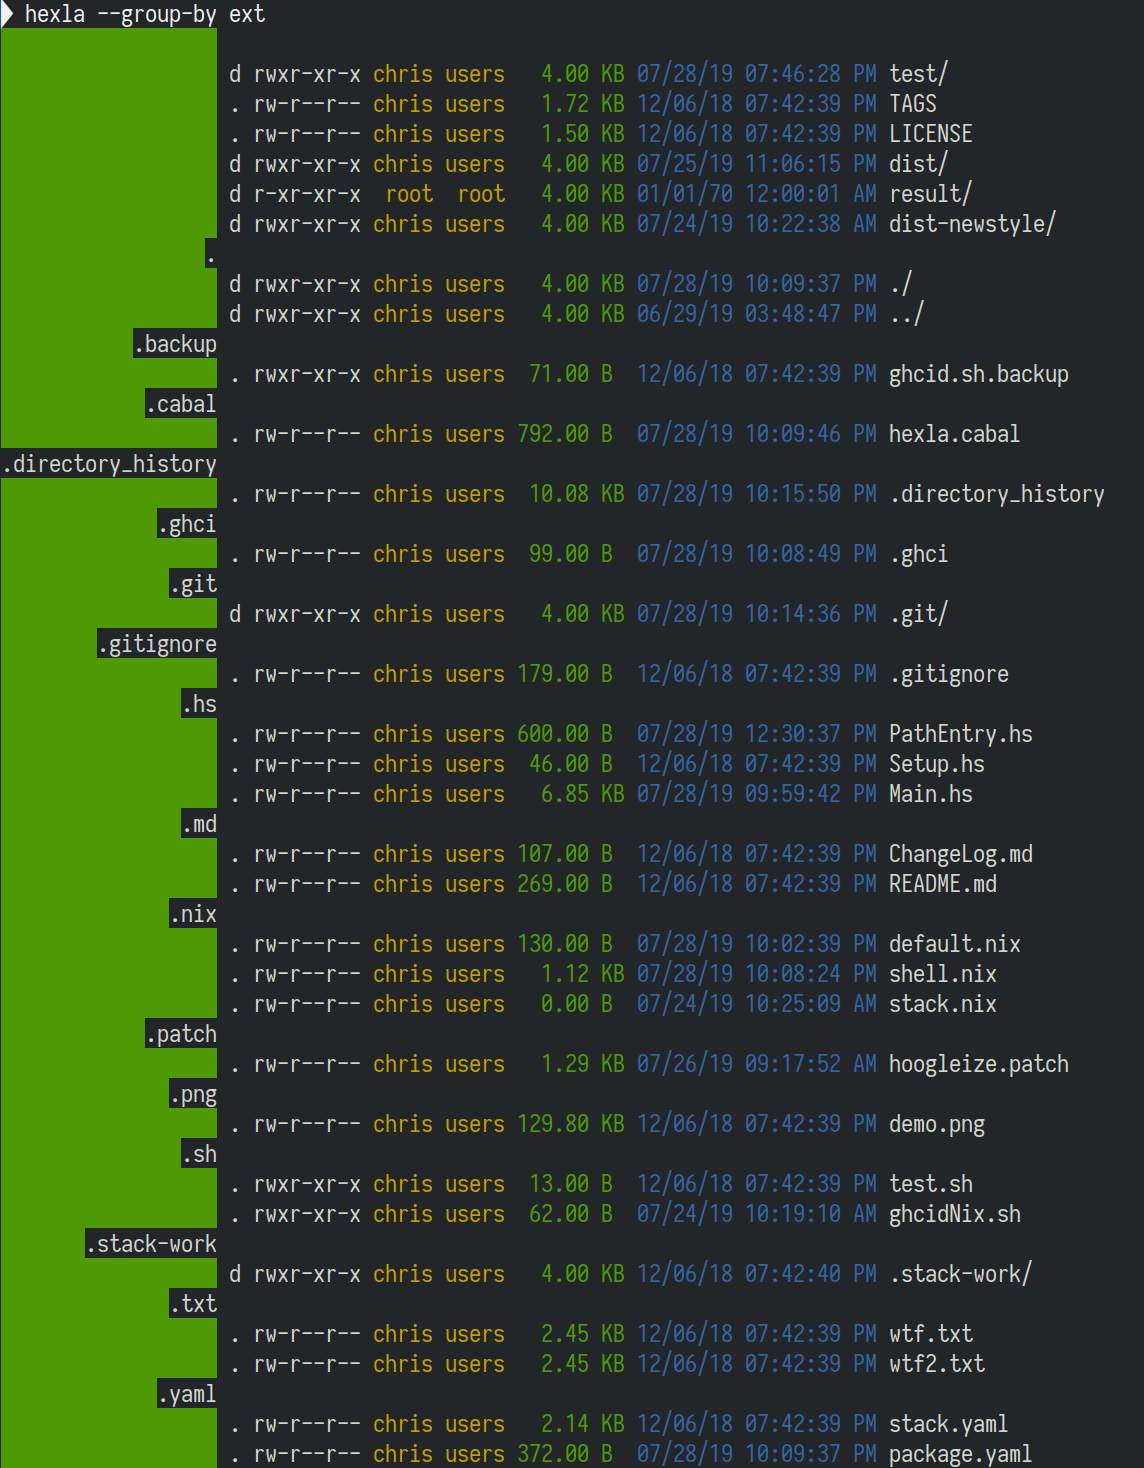 hexla --group-by ext
d rwxr-xr-x chris users   4.00 KB 07/28/19 07:46:28 PM test/
. rw-r--r-- chris users   1.72 KB 12/06/18 07:42:39 PM TAGS
. rw-r--r-- chris users   1.50 KB 12/06/18 07:42:39 PM LICENSE
d rwxr-xr-x chris users   4.00 KB 07/25/19 11:06:15 PM dist/
d r-xr-xr-x  root  root   4.00 KB 01/01/70 12:00:01 AM result/
d rwxr-xr-x chris users   4.00 KB 07/24/19 10:22:38 AM dist-newstyle/
.
d rwxr-xr-x chris users   4.00 KB 07/28/19 10:09:37 PM ./
d rwxr-xr-x chris users   4.00 KB 06/29/19 03:48:47 PM ../
.backup
. rwxr-xr-x chris users  71.00 B  12/06/18 07:42:39 PM ghcid.sh.backup
.cabal
. rw-r--r-- chris users 792.00 B  07/28/19 10:09:46 PM hexla.cabal
.directory_history
. rw-r--r-- chris users  10.08 KB 07/28/19 10:15:50 PM .directory_history
.ghci
. rw-r--r-- chris users  99.00 B  07/28/19 10:08:49 PM .ghci
.git
d rwxr-xr-x chris users   4.00 KB 07/28/19 10:14:36 PM .git/
.gitignore
. rw-r--r-- chris users 179.00 B  12/06/18 07:42:39 PM .gitignore
.hs
. rw-r--r-- chris users 600.00 B  07/28/19 12:30:37 PM PathEntry.hs
. rw-r--r-- chris users  46.00 B  12/06/18 07:42:39 PM Setup.hs
. rw-r--r-- chris users   6.85 KB 07/28/19 09:59:42 PM Main.hs
.md
. rw-r--r-- chris users 107.00 B  12/06/18 07:42:39 PM ChangeLog.md
. rw-r--r-- chris users 269.00 B  12/06/18 07:42:39 PM README.md
.nix
. rw-r--r-- chris users 130.00 B  07/28/19 10:02:39 PM default.nix
. rw-r--r-- chris users   1.12 KB 07/28/19 10:08:24 PM shell.nix
. rw-r--r-- chris users   0.00 B  07/24/19 10:25:09 AM stack.nix
.patch
. rw-r--r-- chris users   1.29 KB 07/26/19 09:17:52 AM hoogleize.patch
.png
. rw-r--r-- chris users 129.80 KB 12/06/18 07:42:39 PM demo.png
.sh
. rwxr-xr-x chris users  13.00 B  12/06/18 07:42:39 PM test.sh
. rwxr-xr-x chris users  62.00 B  07/24/19 10:19:10 AM ghcidNix.sh
.stack-work
d rwxr-xr-x chris users   4.00 KB 12/06/18 07:42:40 PM .stack-work/
.txt
. rw-r--r-- chris users   2.45 KB 12/06/18 07:42:39 PM wtf.txt
. rw-r--r-- chris users   2.45 KB 12/06/18 07:42:39 PM wtf2.txt
.yaml
. rw-r--r-- chris users   2.14 KB 12/06/18 07:42:39 PM stack.yaml
. rw-r--r-- chris users 372.00 B  07/28/19 10:09:37 PM package.yaml